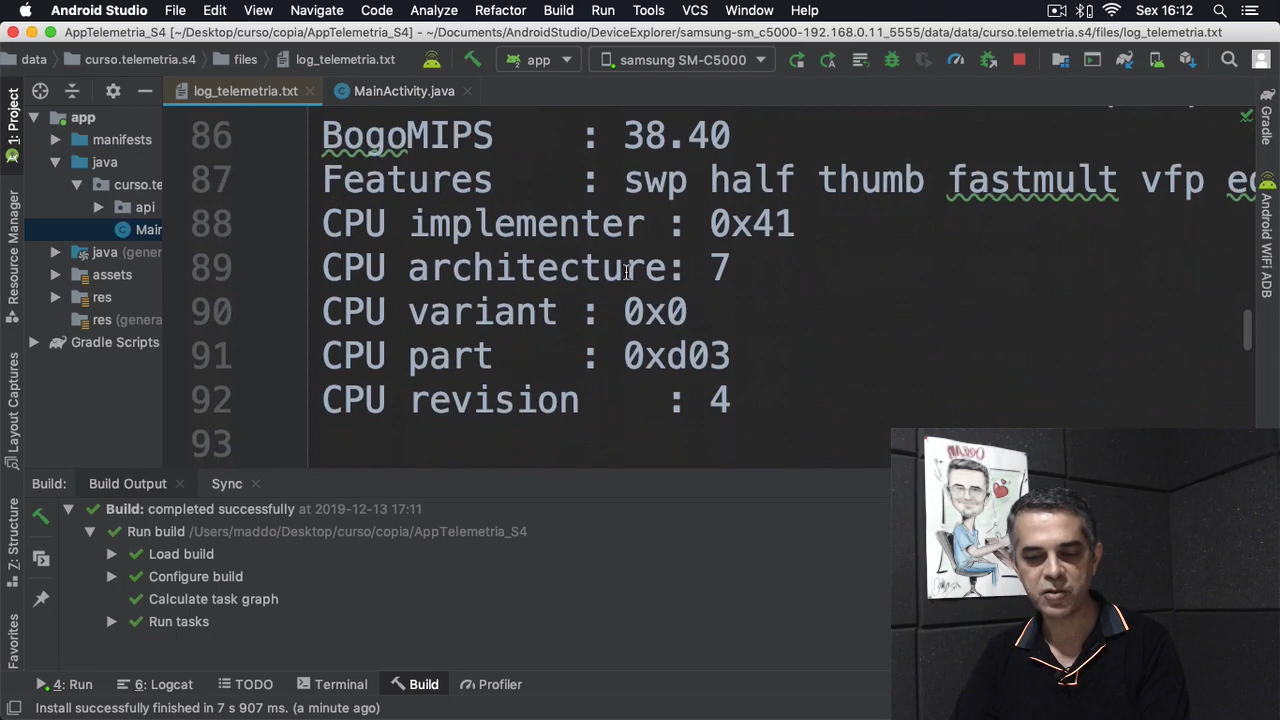 Android Studio File Edit View Navigate Code Analyze Refactor Build Run Tools VCS Window Help Sex 16:12
AppTelemetria_S4 [~/Desktop/curso/copia/AppTelemetria_S4] - ~/Documents/AndroidStudio/DeviceExplorer/samsung-sm_c5000-192.168.0.11_5555/data/data/curso.telemetria.s4/files/log_telemetria.txt
data curso.telemetria.s4 files log_telemetria.txt app samsung SM-C5000
log_telemetria.txt MainActivity.java
1: Project
Resource Manager
Layout Captures
7: Structure
Favorites
app
manifests
java
curso.te
api
Mair
java (gener
assets
res
res (genera
Gradle Scripts
86 BogoMIPS : 38.40
87 Features : swp half thumb fastmult vfp ed
88 CPU implementer : 0x41
89 CPU architecture: 7
90 CPU variant : 0x0
91 CPU part : 0xd03
92 CPU revision : 4
93
Gradle
Device File Explorer
Android WiFi ADB
Build: Build Output Sync
Build: completed successfully at 2019-12-13 17:11
Run build /Users/maddo/Desktop/curso/copia/AppTelemetria_S4
Load build
Configure build
Calculate task graph
Run tasks
4: Run 6: Logcat TODO Terminal Build Profiler
Install successfully finished in 7 s 907 ms. (a minute ago)